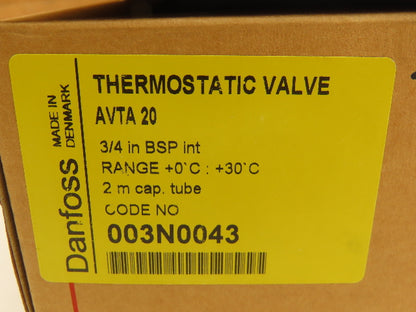 Danfoss
MADE IN
DENMARK
THERMOSTATIC VALVE
AVTA 20
3/4 in BSP int
RANGE +0`C : +30`C
2 m cap. tube
CODE NO
003N0043